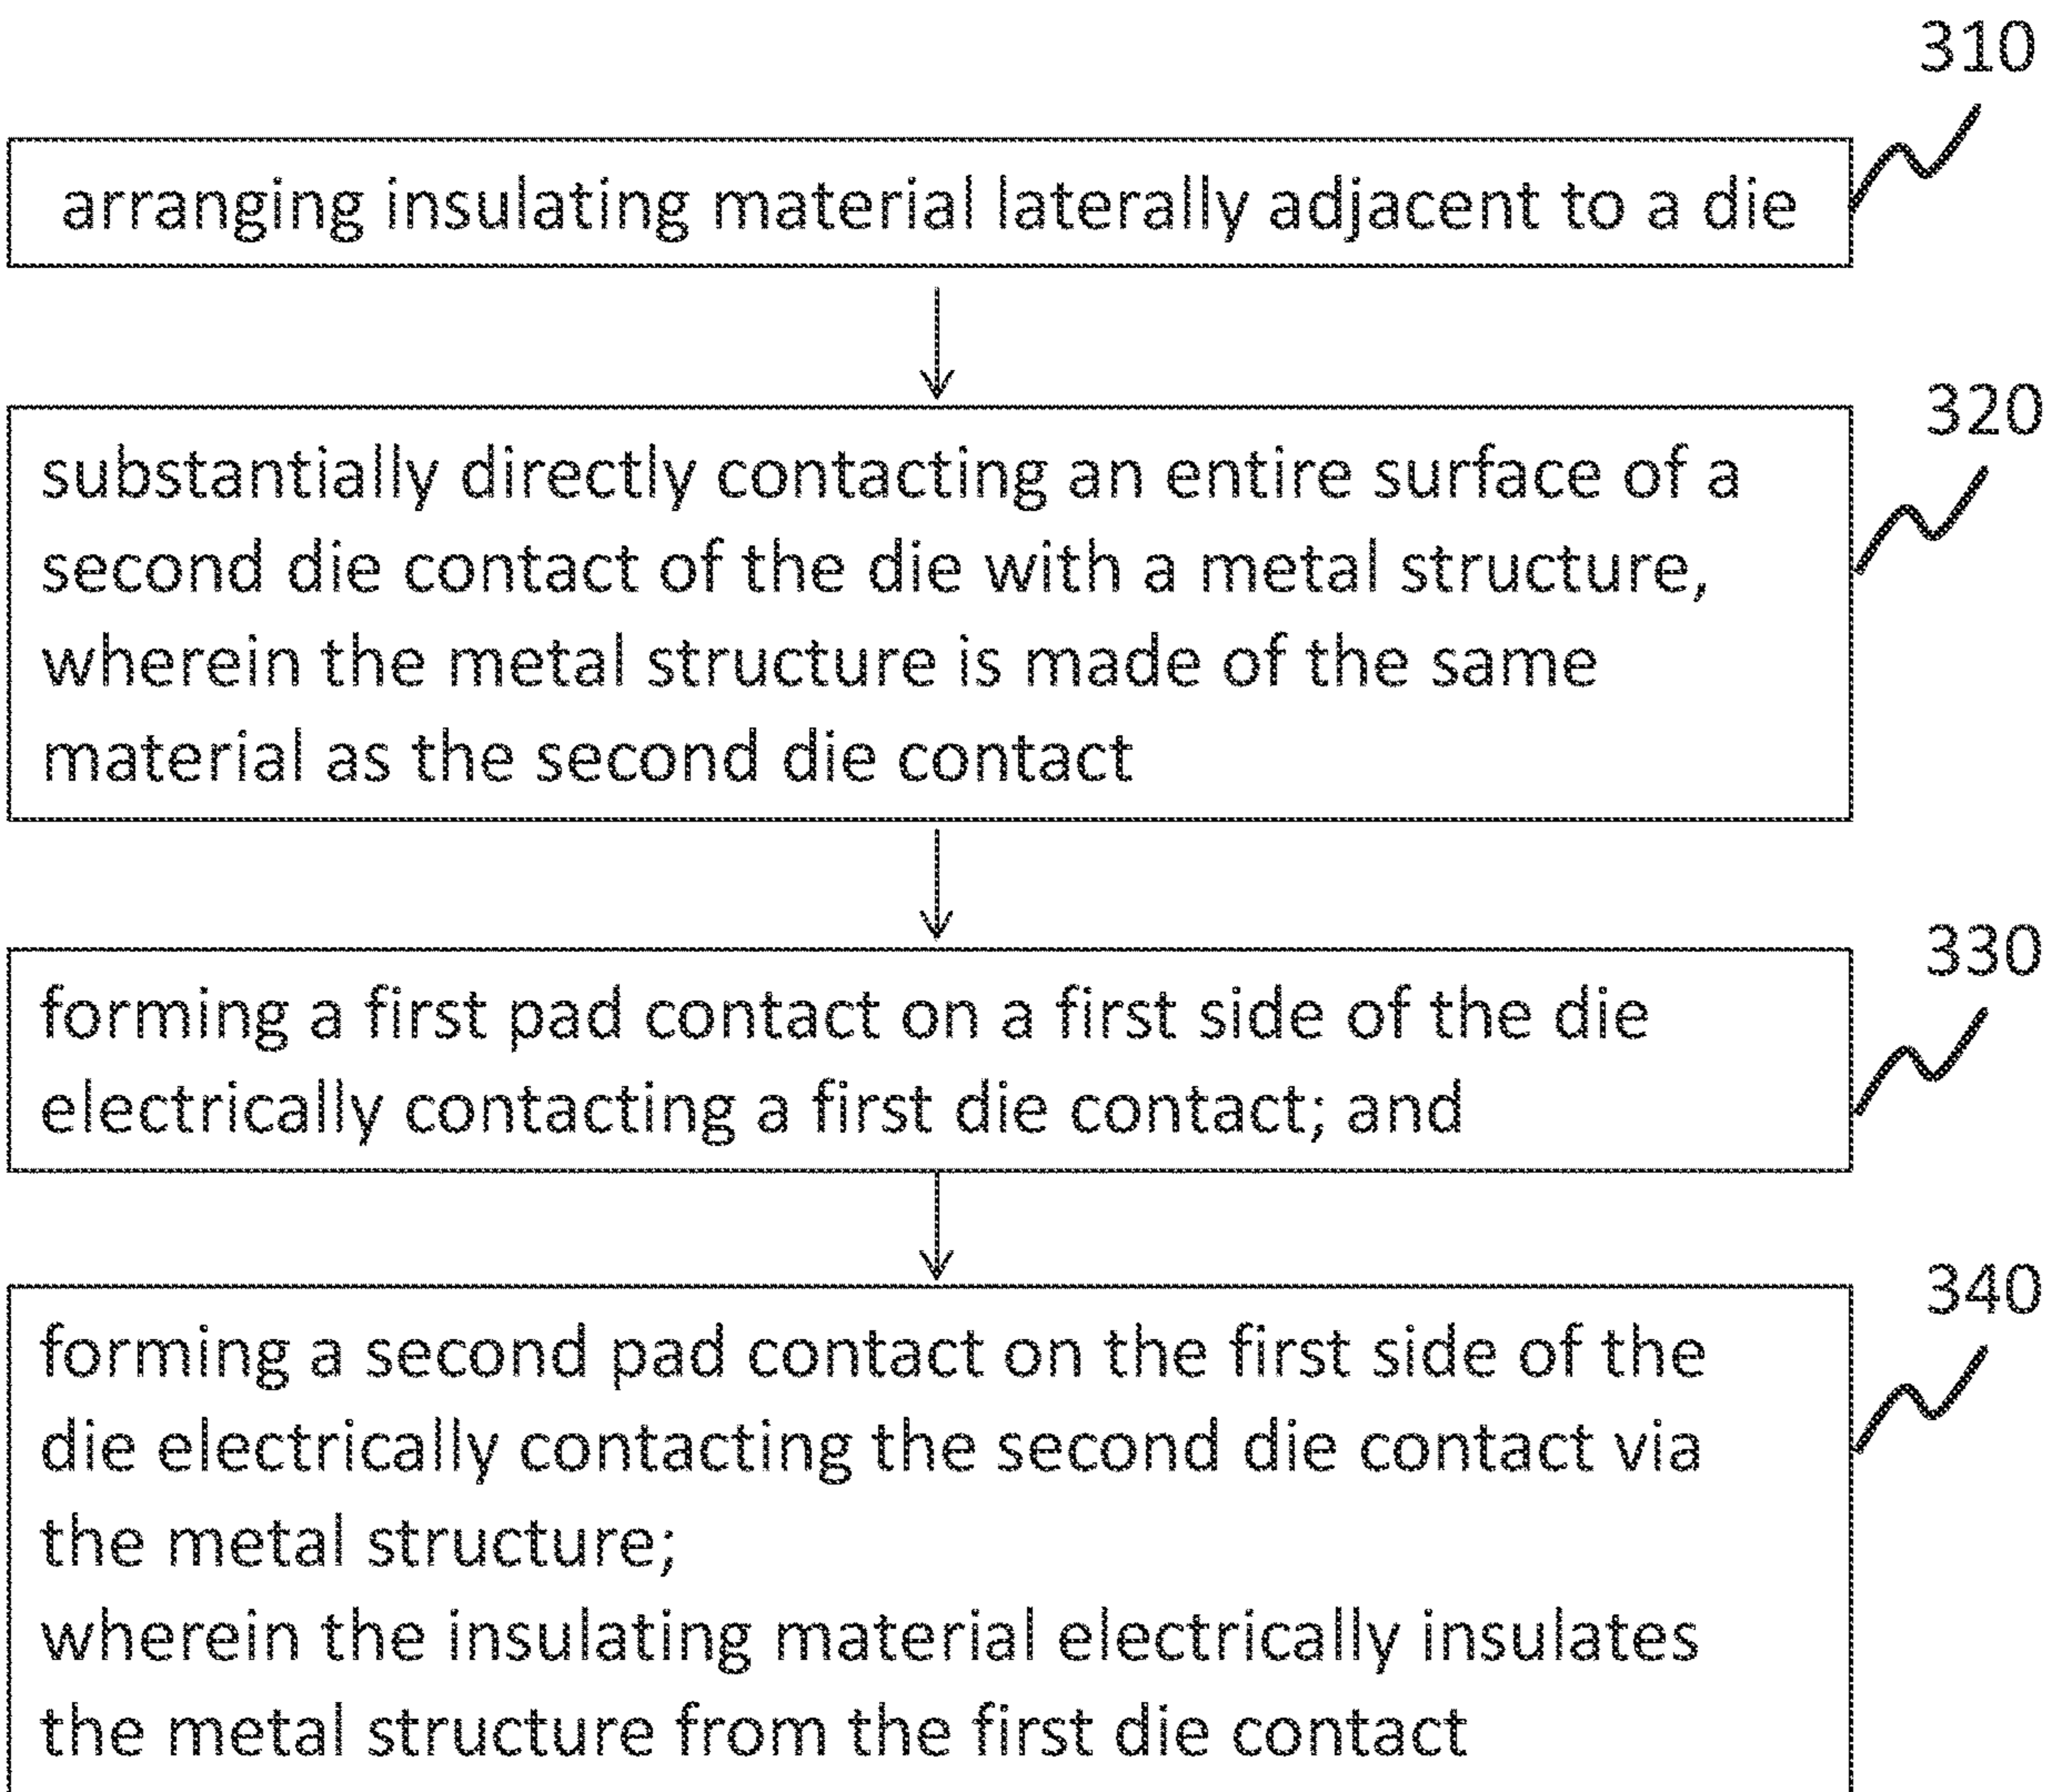 310
arranging insulating material laterally adjacent to a die
320
substantially directly contacting an entire surface of a
second die contact of the die with a metal structure,
wherein the metal structure is made of the same
material as the second die contact
330
forming a first pad contact on a first side of the die
electrically contacting a first die contact; and
340
forming a second pad contact on the first side of the
die electrically contacting the second die contact via
the metal structure;
wherein the insulating material electrically insulates
the metal structure from the first die contact